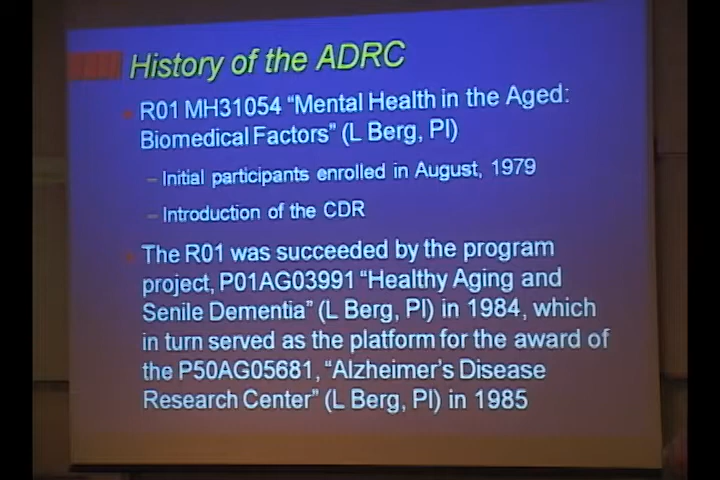 History of the ADRC
R01 MH31054 “Mental Health in the Aged:
Biomedical Factors” (L Berg, PI)
– Initial participants enrolled in August, 1979
– Introduction of the CDR
The R01 was succeeded by the program
project, P01AG03991 “Healthy Aging and
Senile Dementia” (L Berg, PI) in 1984, which
in turn served as the platform for the award of
the P50AG05681, “Alzheimer’s Disease
Research Center” (L Berg, PI) in 1985